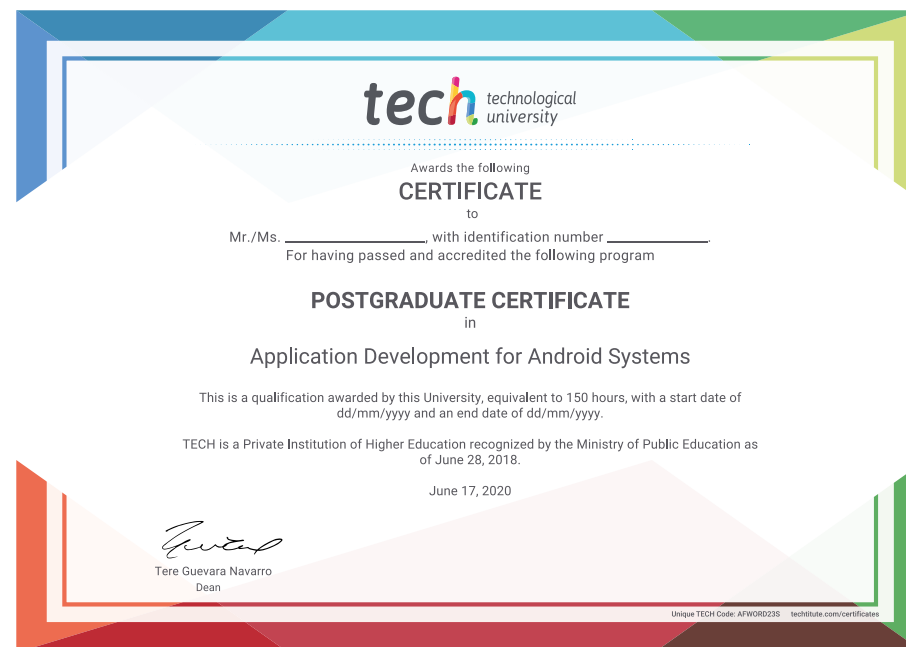 tech technological
university
Awards the following
CERTIFICATE
to
Mr./Ms. ____________________, with identification number ______________.
For having passed and accredited the following program
POSTGRADUATE CERTIFICATE
in
Application Development for Android Systems
This is a qualification awarded by this University, equivalent to 150 hours, with a start date of
dd/mm/yyyy and an end date of dd/mm/yyyy.
TECH is a Private Institution of Higher Education recognized by the Ministry of Public Education as
of June 28, 2018.
June 17, 2020
Tere Guevara Navarro
Dean
Unique TECH Code: AFWORD23S techtitute.com/certificates